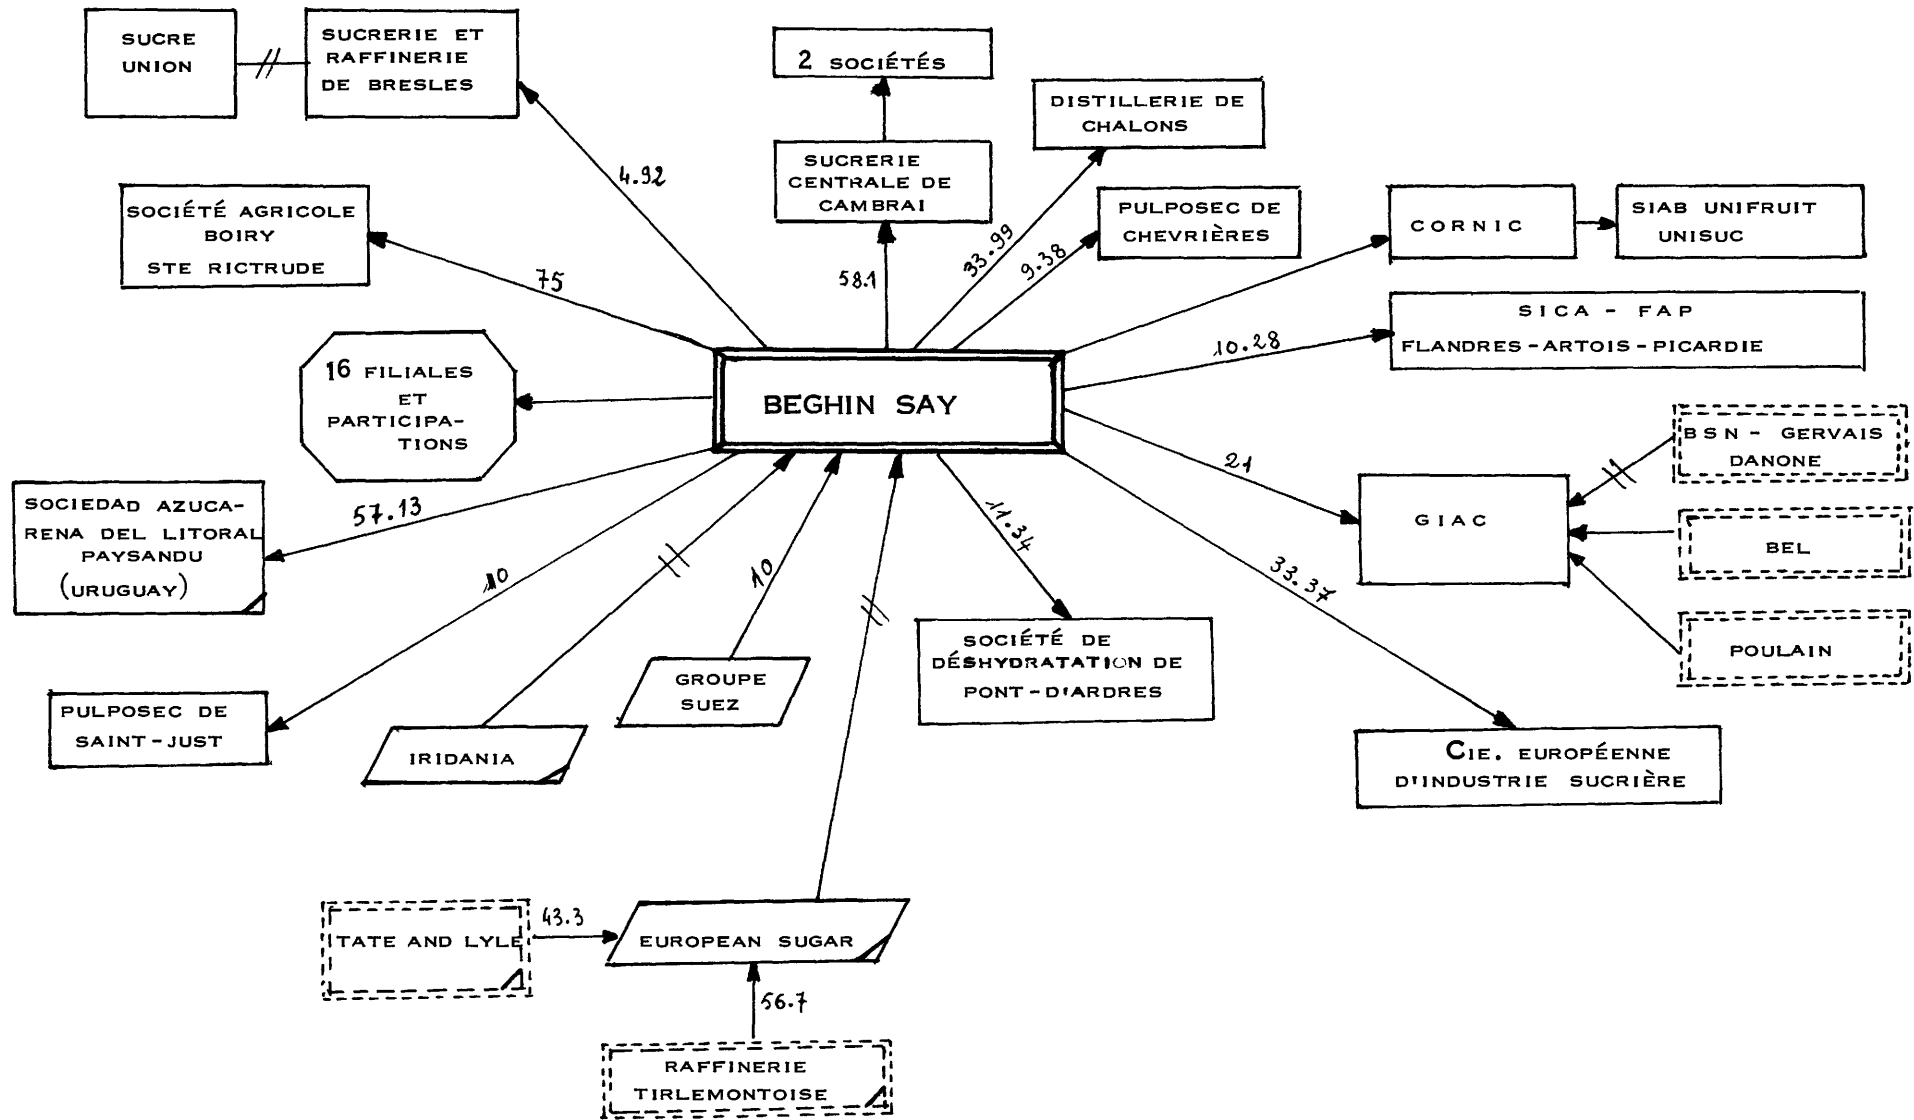 SUCRE
UNION
SUCRERIE ET
RAFFINERIE
DE BRESLES
2 SOCIÉTÉS
DISTILLERIE DE
CHALONS
4.92
SUCRERIE
CENTRALE DE
CAMBRAI
SOCIÉTÉ AGRICOLE
BOIRY
STE RICTRUDE
PULPOSEC DE
CHEVRIÈRES
CORNIC
SIAB UNIFRUIT
UNISUC
75
58.1
33.99
9.38
SICA - FAP
FLANDRES-ARTOIS-PICARDIE
10.28
16 FILIALES
ET
PARTICIPA-
TIONS
BEGHIN SAY
BSN - GERVAIS
DANONE
21
SOCIEDAD AZUCA-
RENA DEL LITORAL
PAYSANDU
(URUGUAY)
57.13
GIAC
BEL
10
10
11.34
33.37
POULAIN
SOCIÉTÉ DE
DÉSHYDRATATION DE
PONT-D'ARDRES
GROUPE
SUEZ
PULPOSEC DE
SAINT-JUST
IRIDANIA
CIE. EUROPÉENNE
D'INDUSTRIE SUCRIÈRE
TATE AND LYLE
43.3
EUROPEAN SUGAR
56.7
RAFFINERIE
TIRLEMONTOISE